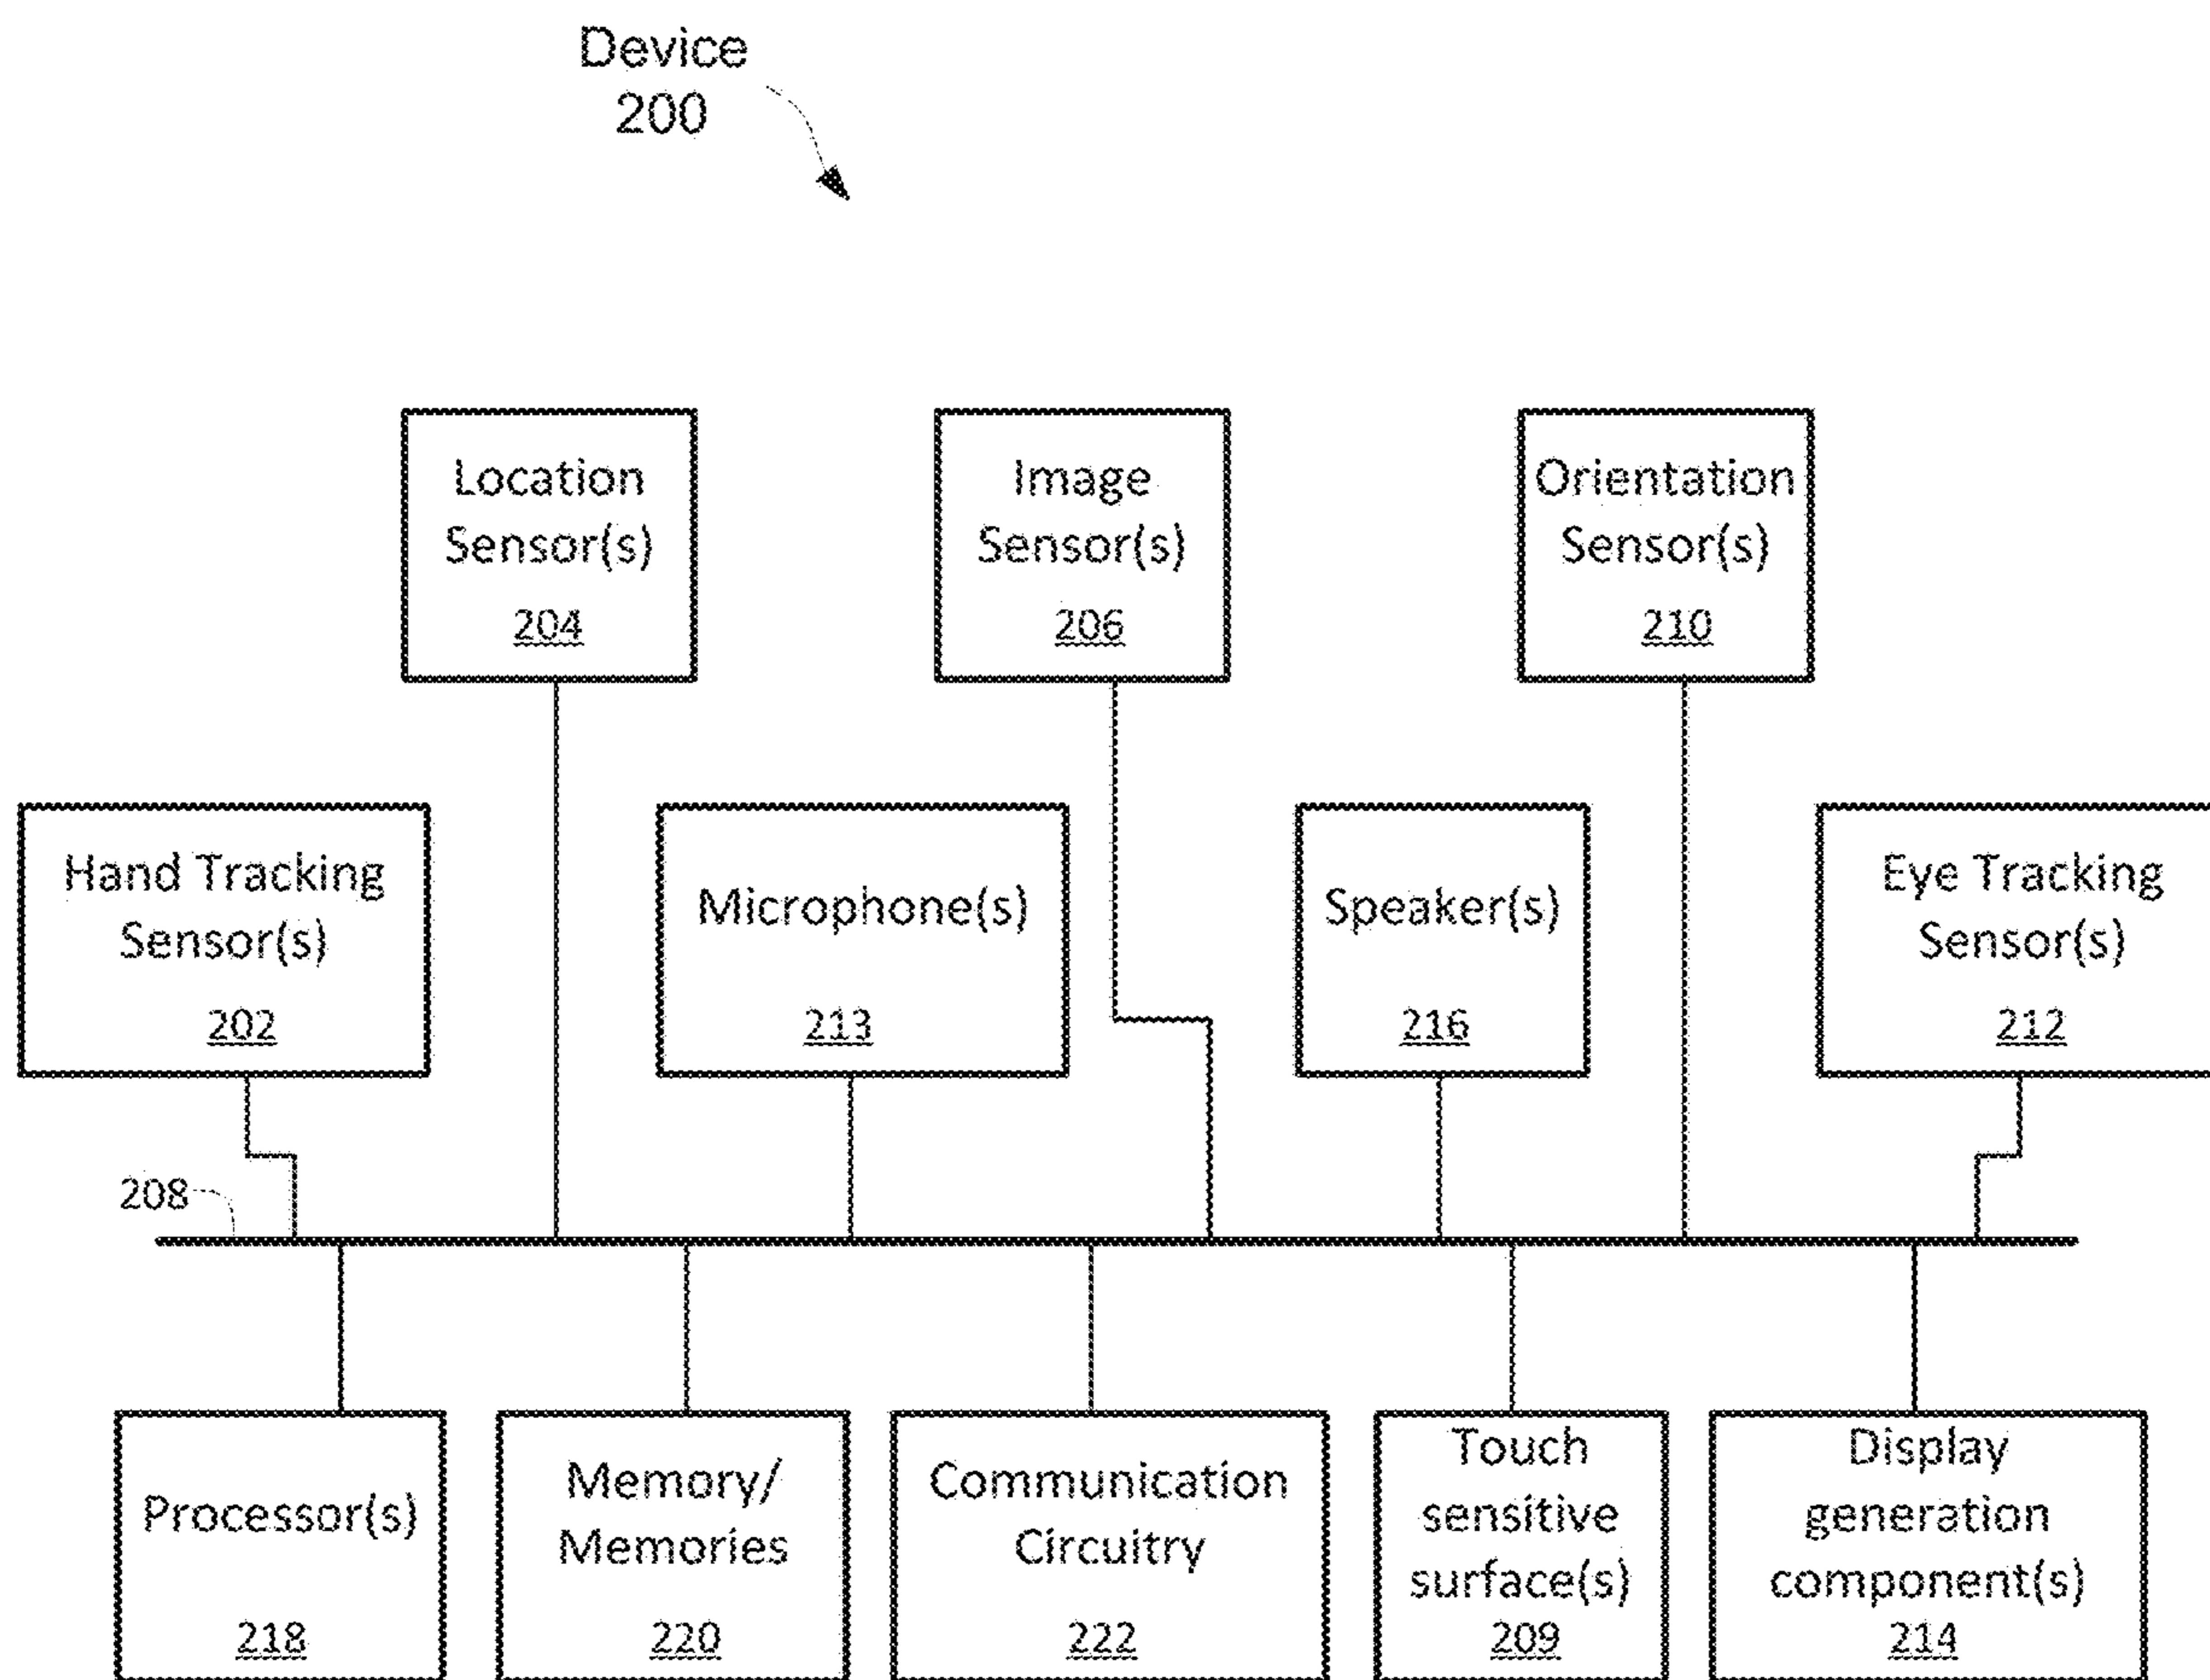 Device
200
Location
Sensor(s)
204
Image
Sensor(s)
206
Orientation
Sensor(s)
210
Hand Tracking
Sensor(s)
202
Microphone(s)
213
Speaker(s)
216
Eye Tracking
Sensor(s)
212
208
Processor(s)
218
Memory/
Memories
220
Communication
Circuitry
222
Touch
sensitive
surface(s)
209
Display
generation
component(s)
214